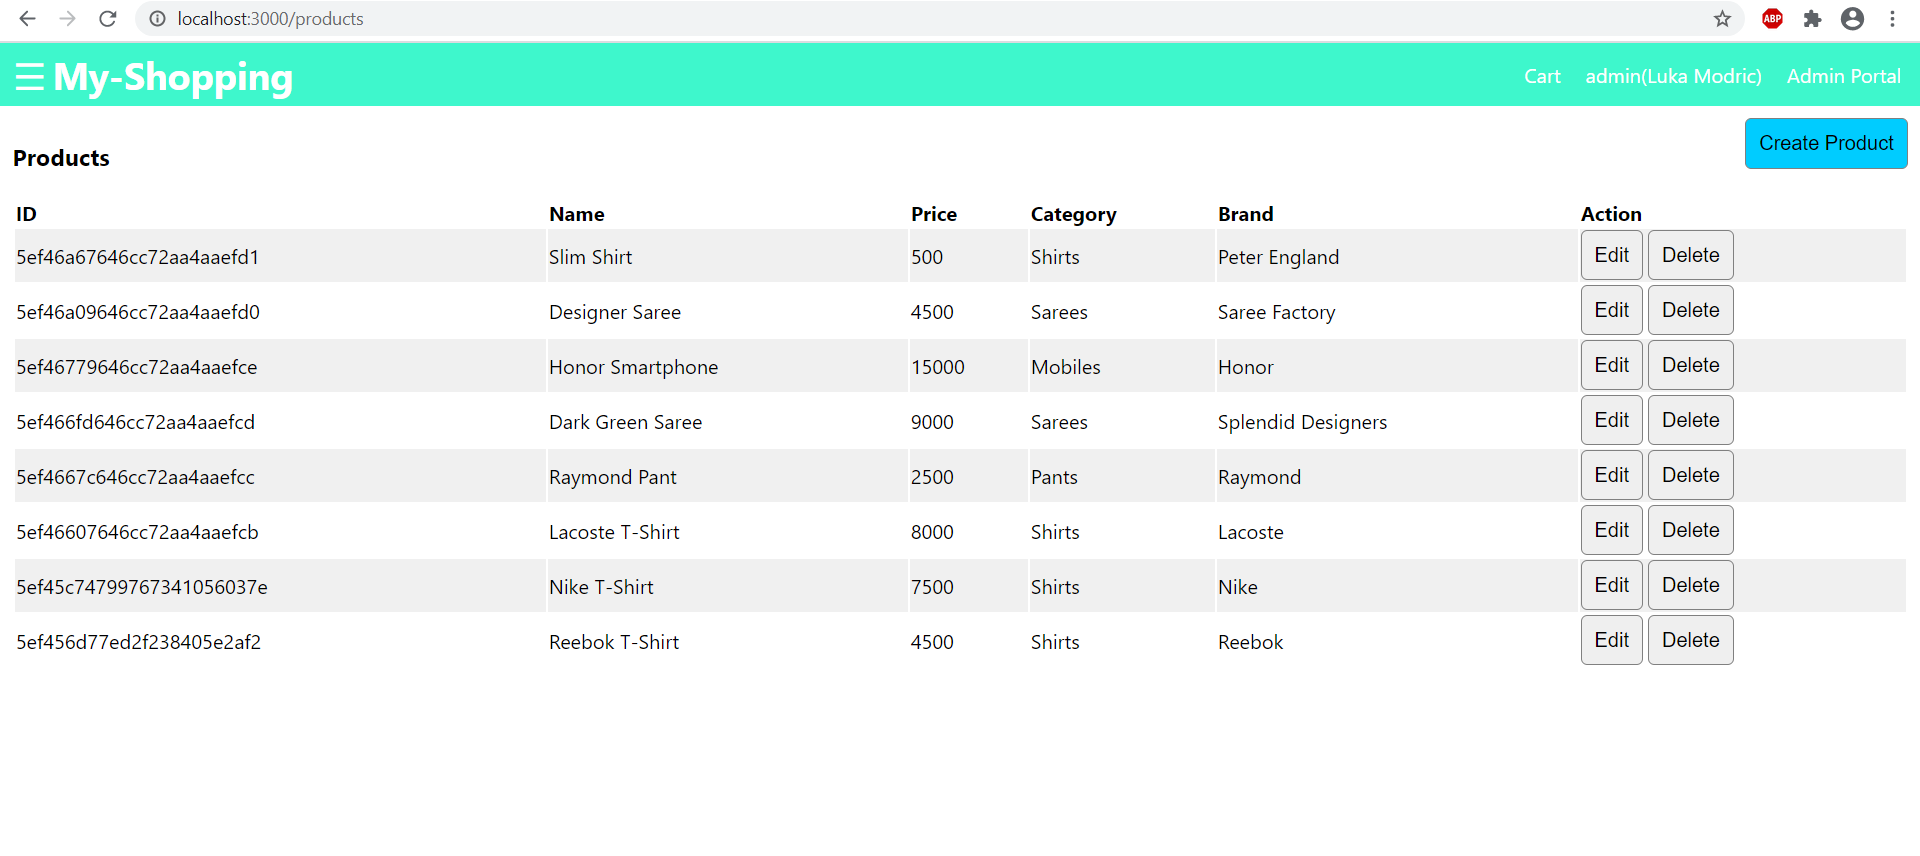 localhost:3000/products
ABP
☰ My-Shopping Cart admin(Luka Modric) Admin Portal
Create Product
Products
ID Name Price Category Brand Action
5ef46a67646cc72aa4aaefd1 Slim Shirt 500 Shirts Peter England Edit Delete
5ef46a09646cc72aa4aaefd0 Designer Saree 4500 Sarees Saree Factory Edit Delete
5ef46779646cc72aa4aaefce Honor Smartphone 15000 Mobiles Honor Edit Delete
5ef466fd646cc72aa4aaefcd Dark Green Saree 9000 Sarees Splendid Designers Edit Delete
5ef4667c646cc72aa4aaefcc Raymond Pant 2500 Pants Raymond Edit Delete
5ef46607646cc72aa4aaefcb Lacoste T-Shirt 8000 Shirts Lacoste Edit Delete
5ef45c74799767341056037e Nike T-Shirt 7500 Shirts Nike Edit Delete
5ef456d77ed2f238405e2af2 Reebok T-Shirt 4500 Shirts Reebok Edit Delete